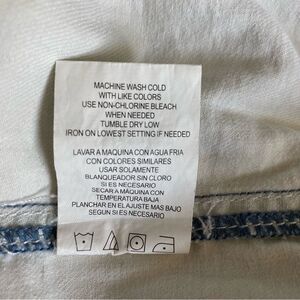 MACHINE WASH COLD
WITH LIKE COLORS
USE NON-CHLORINE BLEACH
WHEN NEEDED
TUMBLE DRY LOW
IRON ON LOWEST SETTING IF NEEDED
LAVAR A MAQUINA CON AGUA FRIA
CON COLORES SIMILARES
USAR SOLAMENTE
BLANQUEADOR SIN CLORO
SI ES NECESARIO
SECAR A MÁQUINA CON
TEMPERATURA BAJA
PLANCHAR EN EL AJUSTE MAS BAJO
SEGUN SI ES NECESARIO